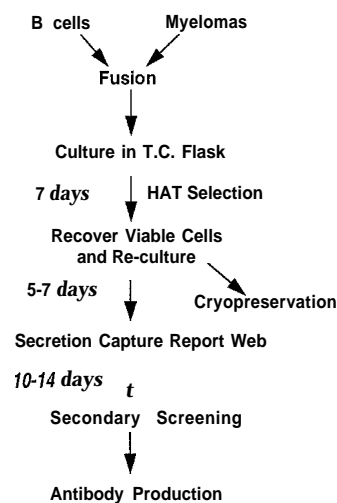 B cells Myelomas
Fusion
Culture in T.C. Flask
7 days HAT Selection
Recover Viable Cells
and Re-culture
5-7 days
Cryopreservation
Secretion Capture Report Web
10-14 days
t
Secondary Screening
Antibody Production